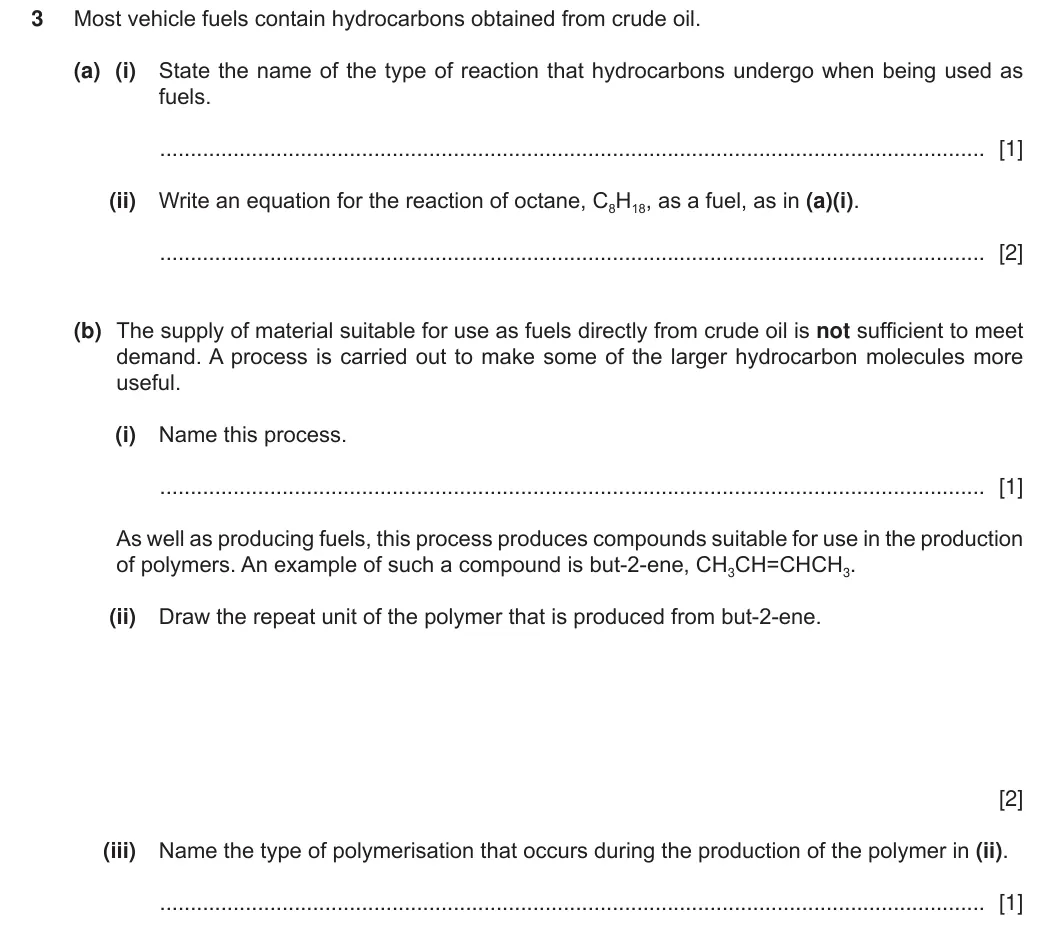 3 Most vehicle fuels contain hydrocarbons obtained from crude oil.
(a) (i) State the name of the type of reaction that hydrocarbons undergo when being used as
fuels.
.......................................................................................................................................... [1]
(ii) Write an equation for the reaction of octane, C₈H₁₈, as a fuel, as in (a)(i).
.......................................................................................................................................... [2]
(b) The supply of material suitable for use as fuels directly from crude oil is not sufficient to meet
demand. A process is carried out to make some of the larger hydrocarbon molecules more
useful.
(i) Name this process.
.......................................................................................................................................... [1]
As well as producing fuels, this process produces compounds suitable for use in the production
of polymers. An example of such a compound is but-2-ene, CH₃CH=CHCH₃.
(ii) Draw the repeat unit of the polymer that is produced from but-2-ene.
[2]
(iii) Name the type of polymerisation that occurs during the production of the polymer in (ii).
.......................................................................................................................................... [1]